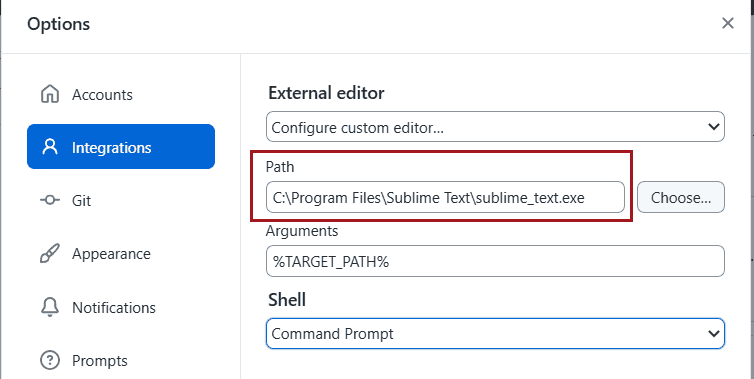 Options
Accounts
Integrations
Git
Appearance
Notifications
Prompts
External editor
Configure custom editor...
Path
C:\Program Files\Sublime Text\sublime_text.exe
Choose...
Arguments
%TARGET_PATH%
Shell
Command Prompt